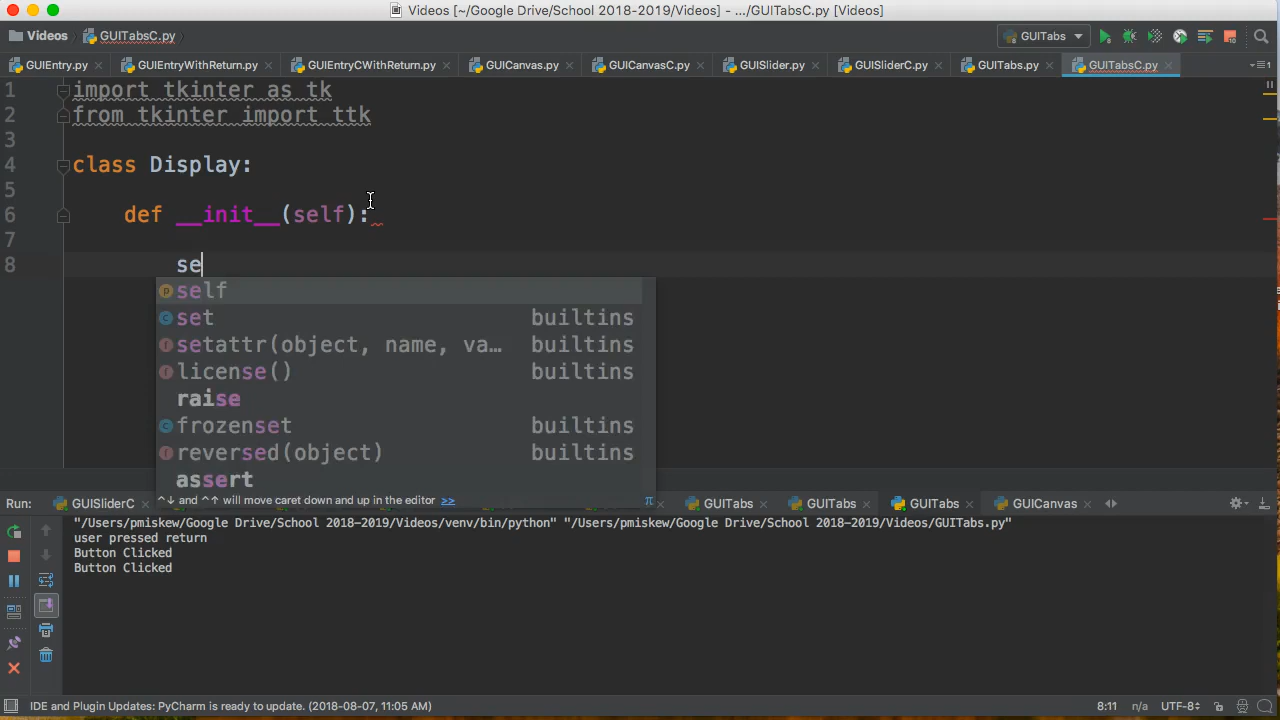 Videos [~/Google Drive/School 2018-2019/Videos] - .../GUITabsC.py [Videos]
Videos GUITabsC.py GUITabs
GUIEntry.py GUIEntryWithReturn.py GUIEntryCWithReturn.py GUICanvas.py GUICanvasC.py GUISlider.py GUISliderC.py GUITabs.py GUITabsC.py
1 import tkinter as tk
2 from tkinter import ttk
3
4 class Display:
5
6 def __init__(self):
7
8 se
self
set builtins
setattr(object, name, va… builtins
license() builtins
raise
frozenset builtins
reversed(object) builtins
assert
^↓ and ^↑ will move caret down and up in the editor >> π
Run: GUISliderC GUITabs GUITabs GUITabs GUICanvas
"/Users/pmiskew/Google Drive/School 2018-2019/Videos/venv/bin/python" "/Users/pmiskew/Google Drive/School 2018-2019/Videos/GUITabs.py"
user pressed return
Button Clicked
Button Clicked
IDE and Plugin Updates: PyCharm is ready to update. (2018-08-07, 11:05 AM) 8:11 n/a UTF-8